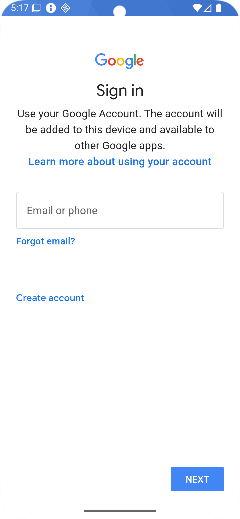 5:17
Google
Sign in
Use your Google Account. The account will
be added to this device and available to
other Google apps.
Learn more about using your account
Email or phone
Forgot email?
Create account
NEXT